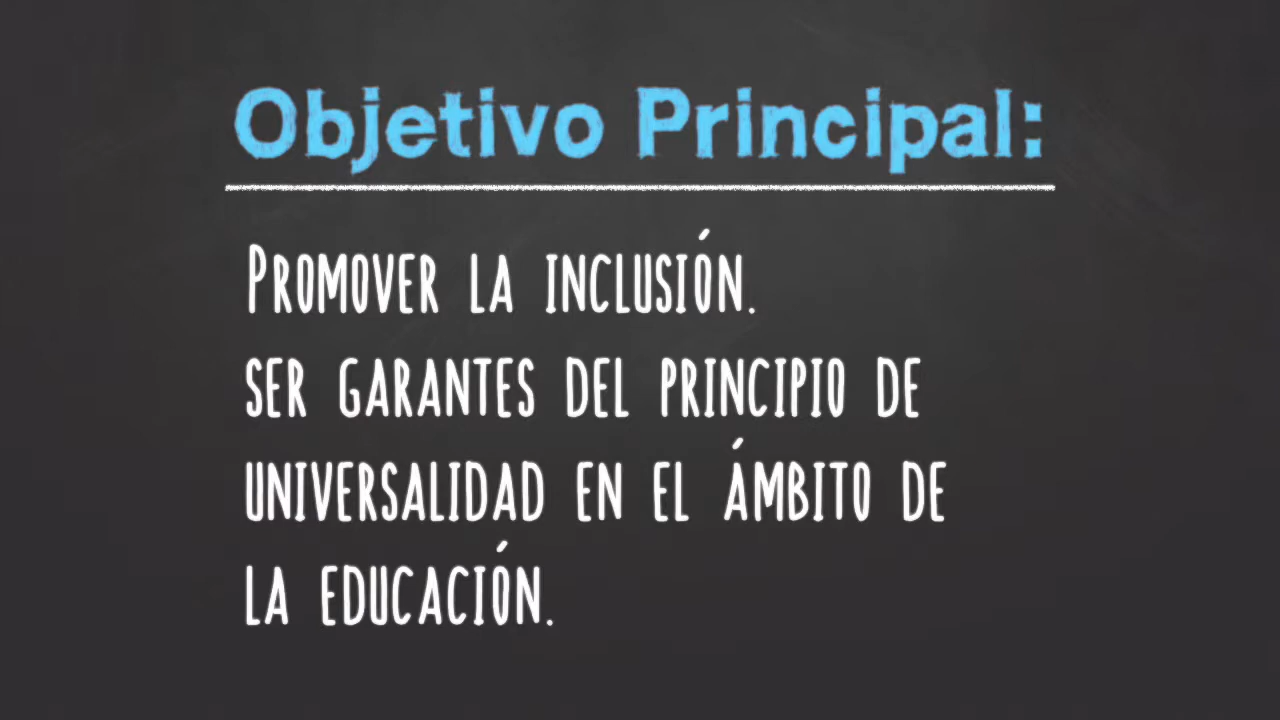 Objetivo Principal:
PROMOVER LA INCLUSIÓN.
SER GARANTES DEL PRINCIPIO DE
UNIVERSALIDAD EN EL ÁMBITO DE
LA EDUCACIÓN.